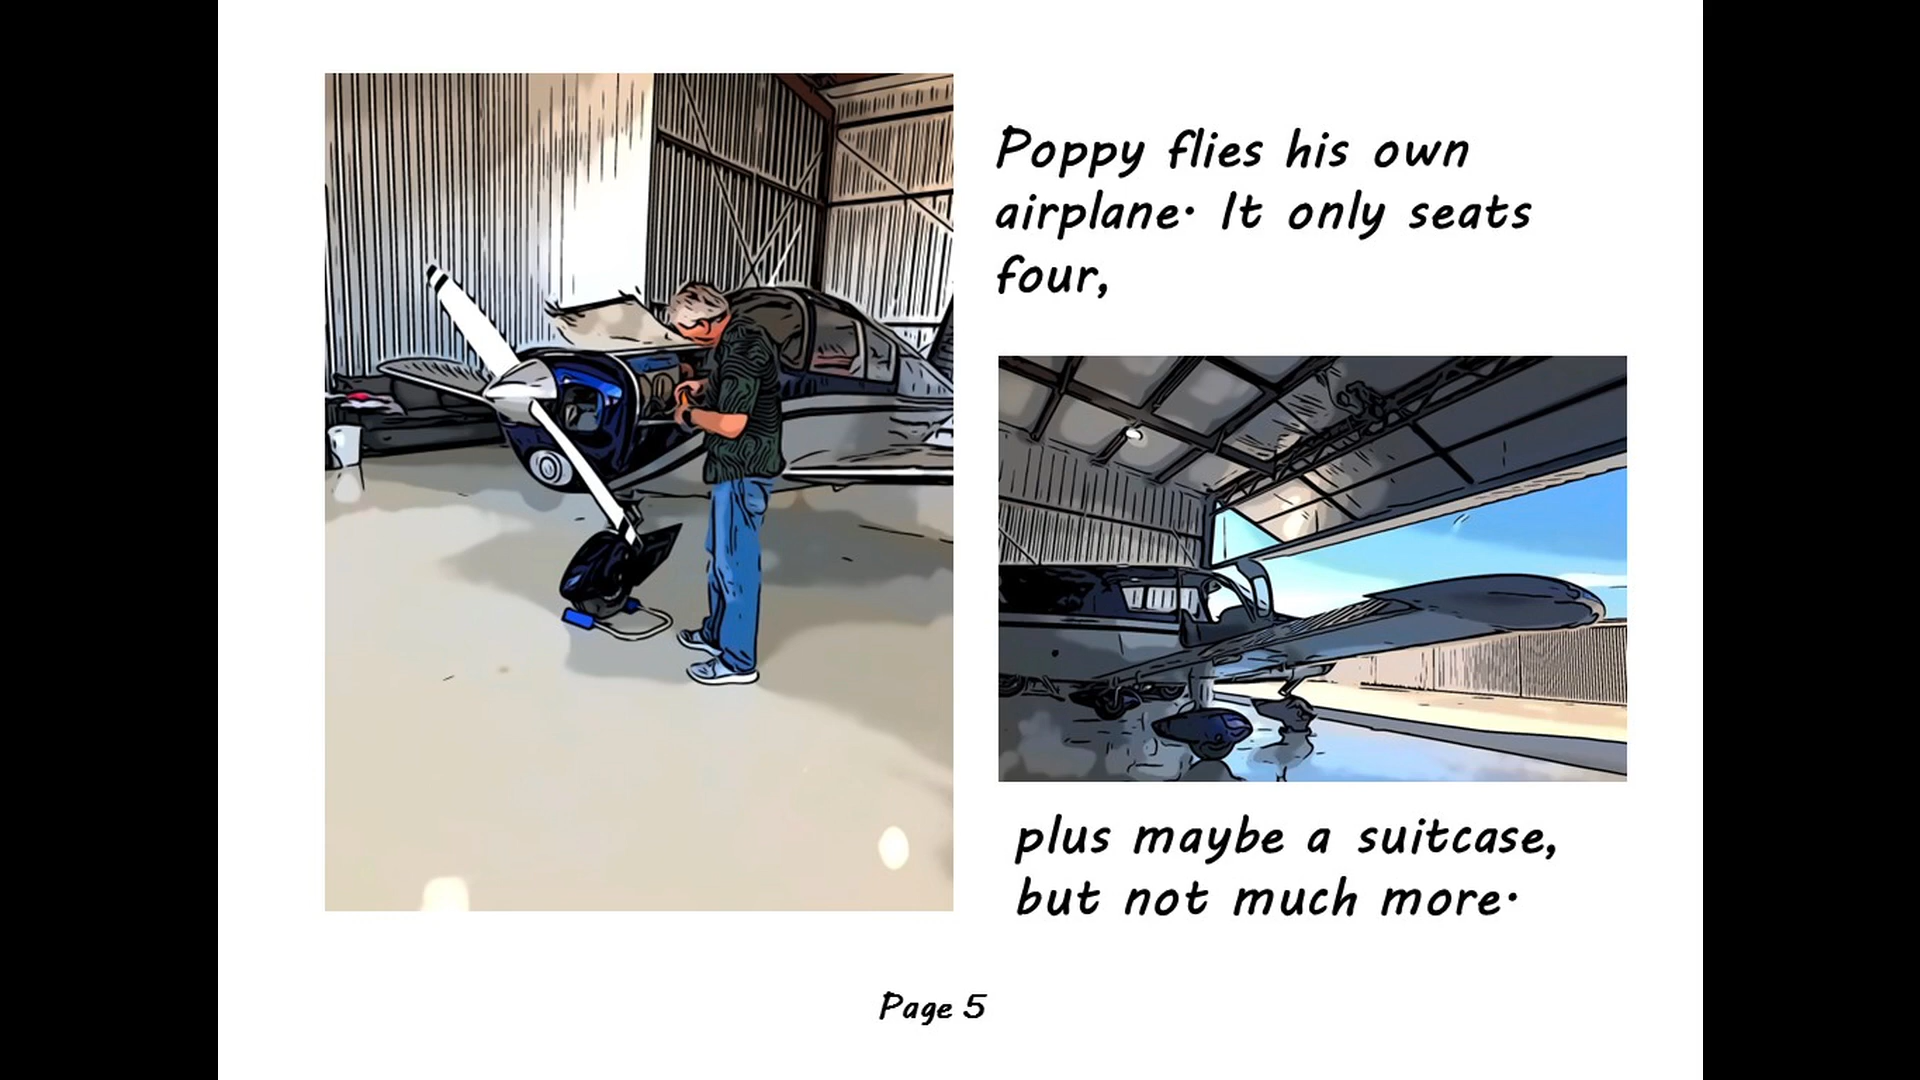 Poppy flies his own
airplane. It only seats
four,
plus maybe a suitcase,
but not much more.
Page 5